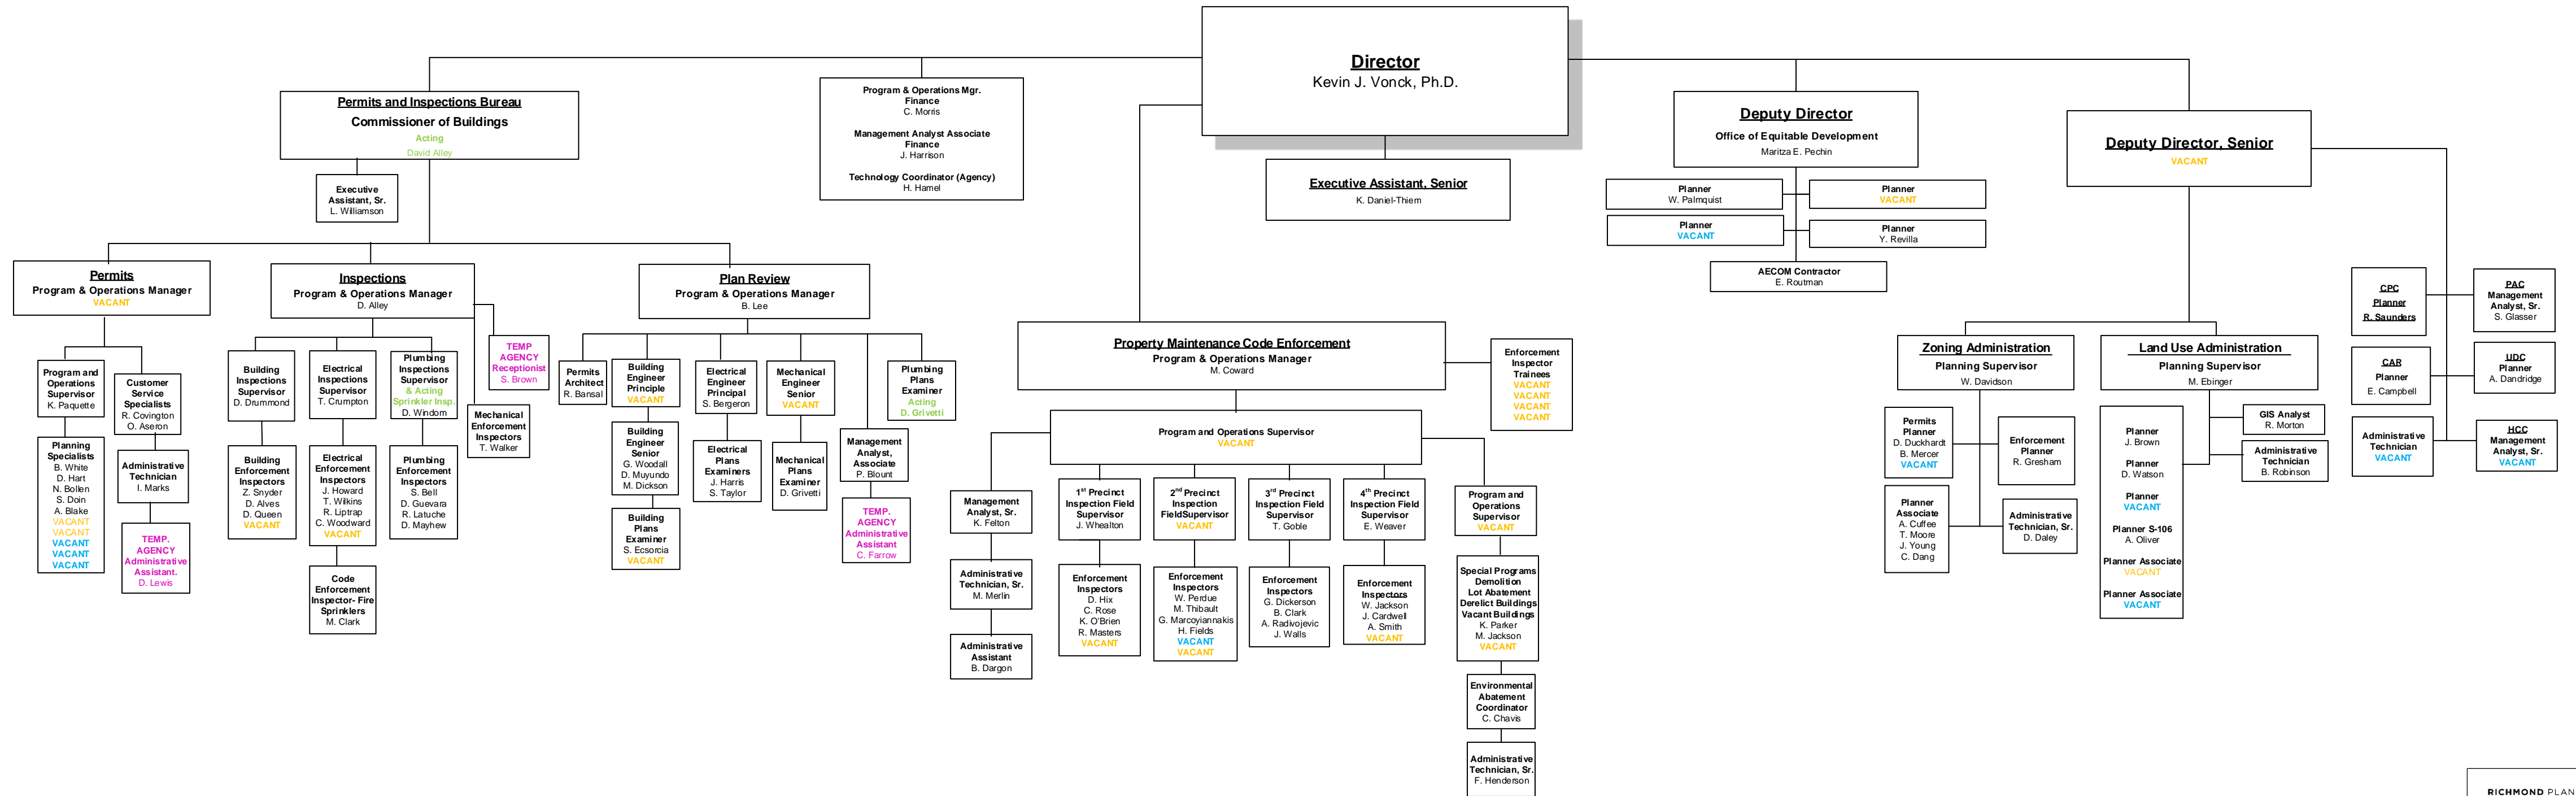 Director
Kevin J. Vonck, Ph.D.
Permits and Inspections Bureau
Commissioner of Buildings
Acting
David Alley
Program & Operations Mgr.
Finance
C. Morris
Management Analyst Associate
Finance
J. Harrison
Technology Coordinator (Agency)
H. Hamel
Executive Assistant, Senior
K. Daniel-Thiem
Deputy Director
Office of Equitable Development
Maritza E. Pechin
Deputy Director, Senior
VACANT
Executive
Assistant, Sr.
L. Williamson
Planner
W. Palmquist
Planner
VACANT
Planner
VACANT
Planner
Y. Revilla
AECOM Contractor
E. Routman
Permits
Program & Operations Manager
VACANT
Inspections
Program & Operations Manager
D. Alley
Plan Review
Program & Operations Manager
B. Lee
Program and
Operations
Supervisor
K. Paquette
Customer
Service
Specialists
R. Covington
O. Aseron
Planning
Specialists
B. White
D. Hart
N. Bollen
S. Doin
A. Blake
VACANT
VACANT
VACANT
VACANT
VACANT
Administrative
Technician
I. Marks
TEMP.
AGENCY
Administrative
Assistant.
D. Lewis
Building
Inspections
Supervisor
D. Drummond
Electrical
Inspections
Supervisor
T. Crumpton
Plumbing
Inspections
Supervisor
& Acting
Sprinkler Insp.
D. Windom
TEMP
AGENCY
Receptionist
S. Brown
Mechanical
Enforcement
Inspectors
T. Walker
Building
Enforcement
Inspectors
Z. Snyder
D. Alves
D. Queen
VACANT
Electrical
Enforcement
Inspectors
J. Howard
T. Wilkins
R. Liptrap
C. Woodward
VACANT
Plumbing
Enforcement
Inspectors
S. Bell
D. Guevara
R. Latuche
D. Mayhew
Code
Enforcement
Inspector- Fire
Sprinklers
M. Clark
Permits
Architect
R. Bansal
Building
Engineer
Principle
VACANT
Electrical
Engineer
Principal
S. Bergeron
Mechanical
Engineer
Senior
VACANT
Plumbing
Plans
Examiner
Acting
D. Grivetti
Building
Engineer
Senior
G. Woodall
D. Muyundo
M. Dickson
Electrical
Plans
Examiners
J. Harris
S. Taylor
Mechanical
Plans
Examiner
D. Grivetti
Management
Analyst,
Associate
P. Blount
Building
Plans
Examiner
S. Ecsorcia
VACANT
TEMP.
AGENCY
Administrative
Assistant
C. Farrow
Property Maintenance Code Enforcement
Program & Operations Manager
M. Coward
Enforcement
Inspector
Trainees
VACANT
VACANT
VACANT
VACANT
Program and Operations Supervisor
VACANT
Management
Analyst, Sr.
K. Felton
1st Precinct
Inspection Field
Supervisor
J. Whealton
2nd Precinct
Inspection
FieldSupervisor
VACANT
3rd Precinct
Inspection Field
Supervisor
T. Goble
4th Precinct
Inspection Field
Supervisor
E. Weaver
Program and
Operations
Supervisor
VACANT
Administrative
Technician, Sr.
M. Merlin
Enforcement
Inspectors
D. Hix
C. Rose
K. O'Brien
R. Masters
VACANT
Enforcement
Inspectors
W. Perdue
M. Thibault
G. Marcoyiannakis
H. Fields
VACANT
VACANT
Enforcement
Inspectors
G. Dickerson
B. Clark
A. Radivojevic
J. Walls
Enforcement
Inspectors
W. Jackson
J. Cardwell
A. Smith
VACANT
Special Programs
Demolition
Lot Abatement
Derelict Buildings
Vacant Buildings
K. Parker
M. Jackson
VACANT
Administrative
Assistant
B. Dargon
Environmental
Abatement
Coordinator
C. Chavis
Administrative
Technician, Sr.
F. Henderson
Zoning Administration
Planning Supervisor
W. Davidson
Land Use Administration
Planning Supervisor
M. Ebinger
Permits
Planner
D. Duckhardt
B. Mercer
VACANT
Enforcement
Planner
R. Gresham
Planner
Associate
A. Cuffee
T. Moore
J. Young
C. Dang
Administrative
Technician, Sr.
D. Daley
Planner
J. Brown
Planner
D. Watson
Planner
VACANT
Planner S-106
A. Oliver
Planner Associate
VACANT
Planner Associate
VACANT
GIS Analyst
R. Morton
Administrative
Technician
B. Robinson
CPC
Planner
R. Saunders
PAC
Management
Analyst, Sr.
S. Glasser
CAR
Planner
E. Campbell
UDC
Planner
A. Dandridge
Administrative
Technician
VACANT
HCC
Management
Analyst, Sr.
VACANT
RICHMOND PLAN